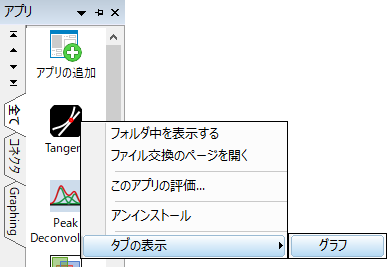 アプリ
アプリの追加
全て
コネクタ
Graphing
Tangen
Peak
Deconvol
フォルダ中を表示する
ファイル交換のページを開く
このアプリの評価...
アンインストール
タブの表示
グラフ